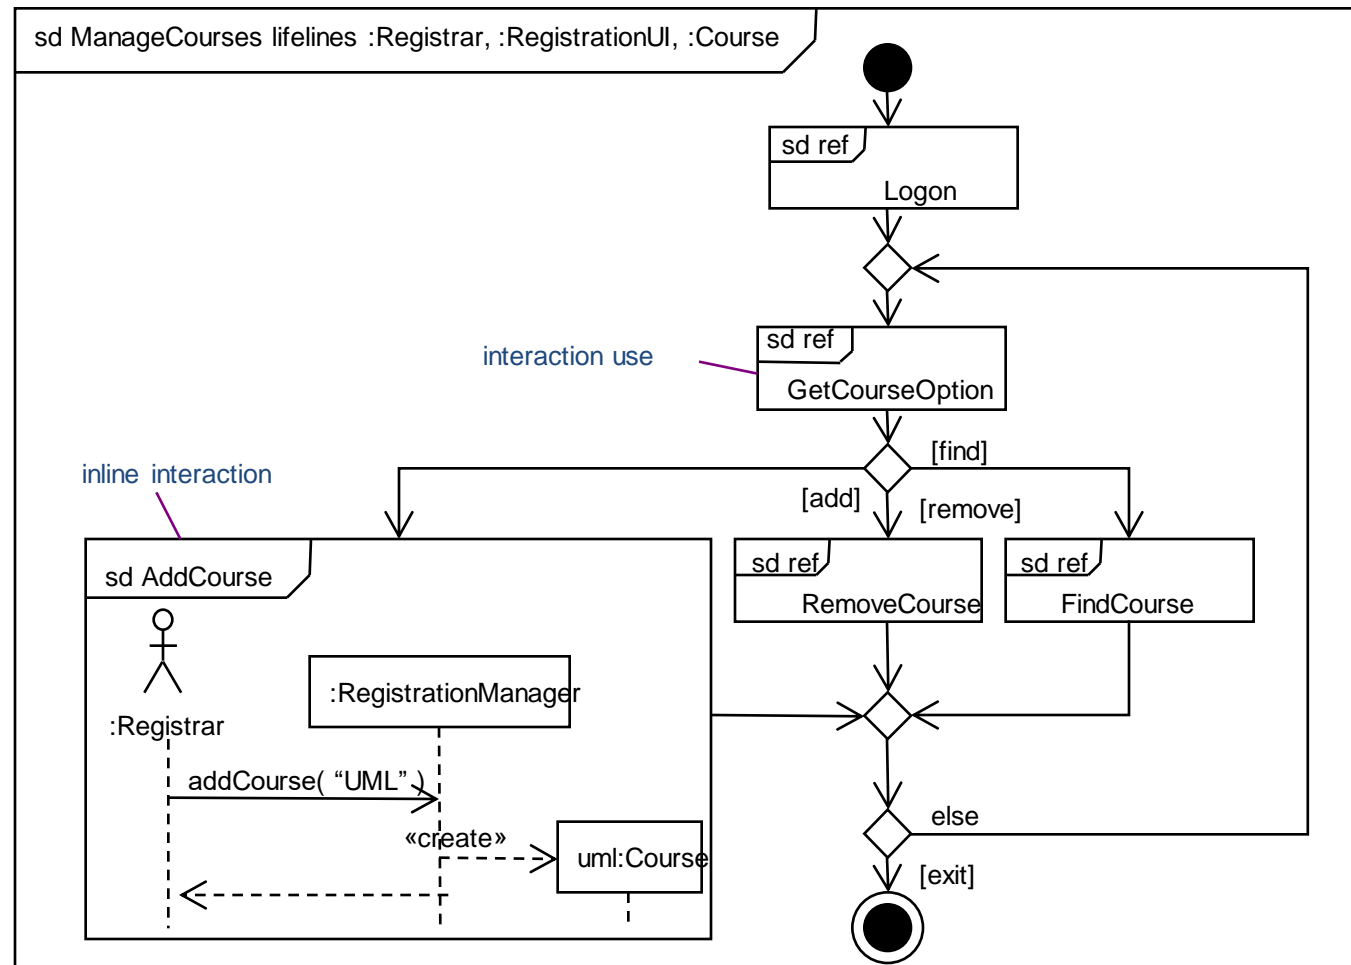 sd ManageCourses lifelines :Registrar, :RegistrationUI, :Course
sd ref
Logon
interaction use
sd ref
GetCourseOption
inline interaction
[find]
[add]
[remove]
sd AddCourse
sd ref
RemoveCourse
sd ref
FindCourse
:RegistrationManager
:Registrar
addCourse( “UML” )
«create»
uml:Course
else
[exit]